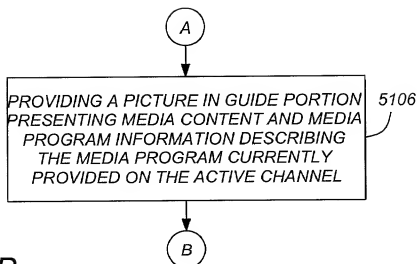 A
PROVIDING A PICTURE IN GUIDE PORTION
PRESENTING MEDIA CONTENT AND MEDIA
PROGRAM INFORMATION DESCRIBING
THE MEDIA PROGRAM CURRENTLY
PROVIDED ON THE ACTIVE CHANNEL
5106
B